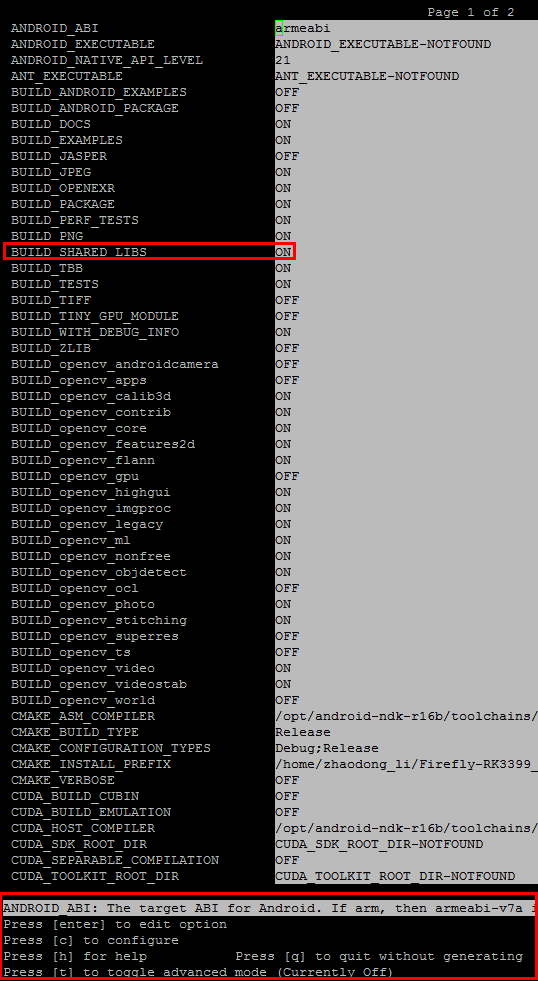 Page 1 of 2
ANDROID_ABI armeabi
ANDROID_EXECUTABLE ANDROID_EXECUTABLE-NOTFOUND
ANDROID_NATIVE_API_LEVEL 21
ANT_EXECUTABLE ANT_EXECUTABLE-NOTFOUND
BUILD_ANDROID_EXAMPLES OFF
BUILD_ANDROID_PACKAGE OFF
BUILD_DOCS ON
BUILD_EXAMPLES ON
BUILD_JASPER OFF
BUILD_JPEG ON
BUILD_OPENEXR ON
BUILD_PACKAGE ON
BUILD_PERF_TESTS ON
BUILD_PNG ON
BUILD_SHARED_LIBS ON
BUILD_TBB ON
BUILD_TESTS ON
BUILD_TIFF OFF
BUILD_TINY_GPU_MODULE OFF
BUILD_WITH_DEBUG_INFO ON
BUILD_ZLIB OFF
BUILD_opencv_androidcamera OFF
BUILD_opencv_apps OFF
BUILD_opencv_calib3d ON
BUILD_opencv_contrib ON
BUILD_opencv_core ON
BUILD_opencv_features2d ON
BUILD_opencv_flann ON
BUILD_opencv_gpu OFF
BUILD_opencv_highgui ON
BUILD_opencv_imgproc ON
BUILD_opencv_legacy ON
BUILD_opencv_ml ON
BUILD_opencv_nonfree ON
BUILD_opencv_objdetect ON
BUILD_opencv_ocl OFF
BUILD_opencv_photo ON
BUILD_opencv_stitching ON
BUILD_opencv_superres OFF
BUILD_opencv_ts OFF
BUILD_opencv_video ON
BUILD_opencv_videostab ON
BUILD_opencv_world OFF
CMAKE_ASM_COMPILER /opt/android-ndk-r16b/toolchains/
CMAKE_BUILD_TYPE Release
CMAKE_CONFIGURATION_TYPES Debug;Release
CMAKE_INSTALL_PREFIX /home/zhaodong_li/Firefly-RK3399_
CMAKE_VERBOSE OFF
CUDA_BUILD_CUBIN OFF
CUDA_BUILD_EMULATION OFF
CUDA_HOST_COMPILER /opt/android-ndk-r16b/toolchains/
CUDA_SDK_ROOT_DIR CUDA_SDK_ROOT_DIR-NOTFOUND
CUDA_SEPARABLE_COMPILATION OFF
CUDA_TOOLKIT_ROOT_DIR CUDA_TOOLKIT_ROOT_DIR-NOTFOUND
ANDROID_ABI: The target ABI for Android. If arm, then armeabi-v7a
Press [enter] to edit option
Press [c] to configure
Press [h] for help Press [q] to quit without generating
Press [t] to toggle advanced mode (Currently Off)